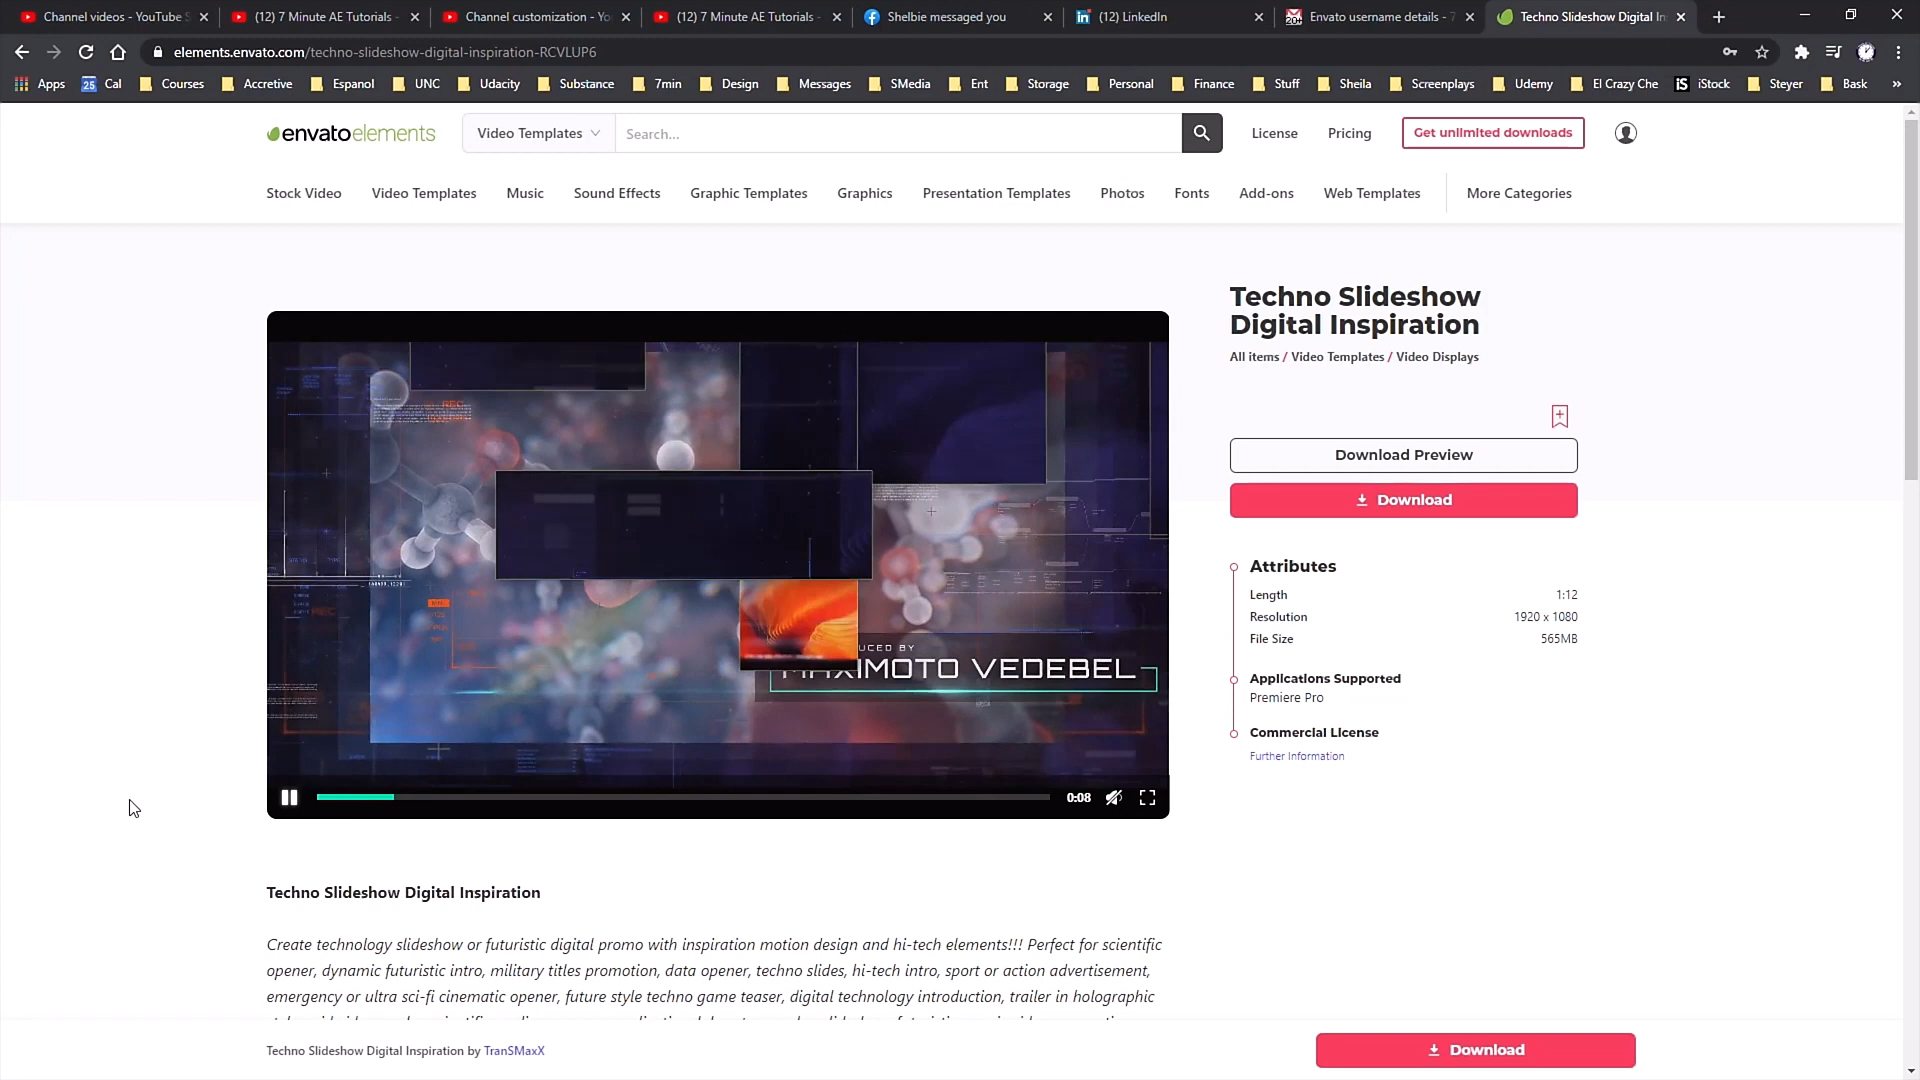 Channel videos - YouTube S
(12) 7 Minute AE Tutorials -
Channel customization - Yo
(12) 7 Minute AE Tutorials -
Shelbie messaged you
(12) LinkedIn
Envato username details - 7
Techno Slideshow Digital In
elements.envato.com/techno-slideshow-digital-inspiration-RCVLUP6
Apps
25 Cal
Courses
Accretive
Espanol
UNC
Udacity
Substance
7min
Design
Messages
SMedia
Ent
Storage
Personal
Finance
Stuff
Sheila
Screenplays
Udemy
El Crazy Che
iS iStock
Steyer
Bask
»
envatoelements
Video Templates
Search...
License
Pricing
Get unlimited downloads
Stock Video
Video Templates
Music
Sound Effects
Graphic Templates
Graphics
Presentation Templates
Photos
Fonts
Add-ons
Web Templates
More Categories
Techno Slideshow
Digital Inspiration
All items / Video Templates / Video Displays
Download Preview
Download
Attributes
Length 1:12
Resolution 1920 x 1080
File Size 565MB
Applications Supported
Premiere Pro
Commercial License
Further Information
REC
UCED BY
MAXIMOTO VEDEBEL
0:08
Techno Slideshow Digital Inspiration
Create technology slideshow or futuristic digital promo with inspiration motion design and hi-tech elements!!! Perfect for scientific
opener, dynamic futuristic intro, military titles promotion, data opener, techno slides, hi-tech intro, sport or action advertisement,
emergency or ultra sci-fi cinematic opener, future style techno game teaser, digital technology introduction, trailer in holographic
Techno Slideshow Digital Inspiration by TranSMaxX
Download